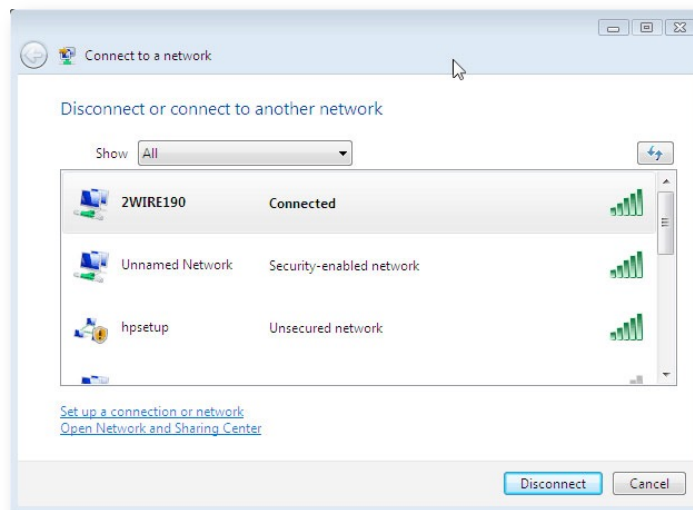 Connect to a network
Disconnect or connect to another network
Show All
2WIRE190 Connected
Unnamed Network Security-enabled network
hpsetup Unsecured network
Set up a connection or network
Open Network and Sharing Center
Disconnect Cancel